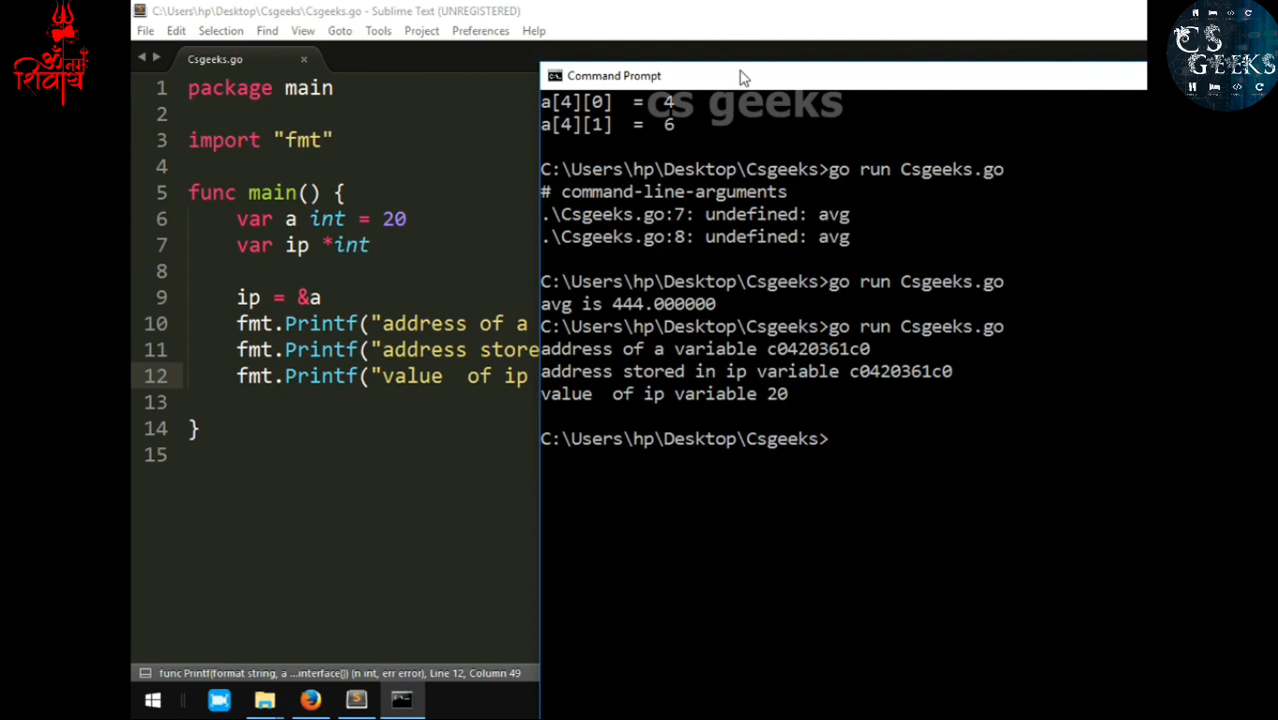 ॐ नमः
शिवाय
C:\Users\hp\Desktop\Csgeeks\Csgeeks.go - Sublime Text (UNREGISTERED)
File Edit Selection Find View Goto Tools Project Preferences Help
Csgeeks.go
1 package main
2
3 import "fmt"
4
5 func main() {
6 var a int = 20
7 var ip *int
8
9 ip = &a
10 fmt.Printf("address of a
11 fmt.Printf("address store
12 fmt.Printf("value  of ip
13
14 }
15
func Printf(format string, a ...interface{}) (n int, err error), Line 12, Column 49
Command Prompt
cs geeks
a[4][0]  =  4
a[4][1]  =  6
C:\Users\hp\Desktop\Csgeeks>go run Csgeeks.go
# command-line-arguments
.\Csgeeks.go:7: undefined: avg
.\Csgeeks.go:8: undefined: avg
C:\Users\hp\Desktop\Csgeeks>go run Csgeeks.go
avg is 444.000000
C:\Users\hp\Desktop\Csgeeks>go run Csgeeks.go
address of a variable c0420361c0
address stored in ip variable c0420361c0
value  of ip variable 20
C:\Users\hp\Desktop\Csgeeks>
CS
GEEKS